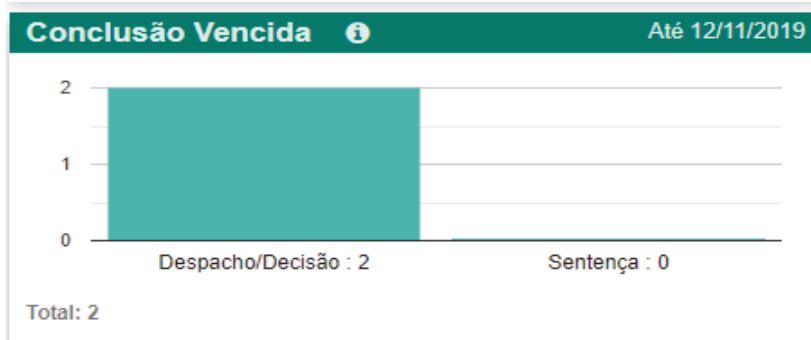 Conclusão Vencida Até 12/11/2019
2
1
0
Despacho/Decisão : 2 Sentença : 0
Total: 2